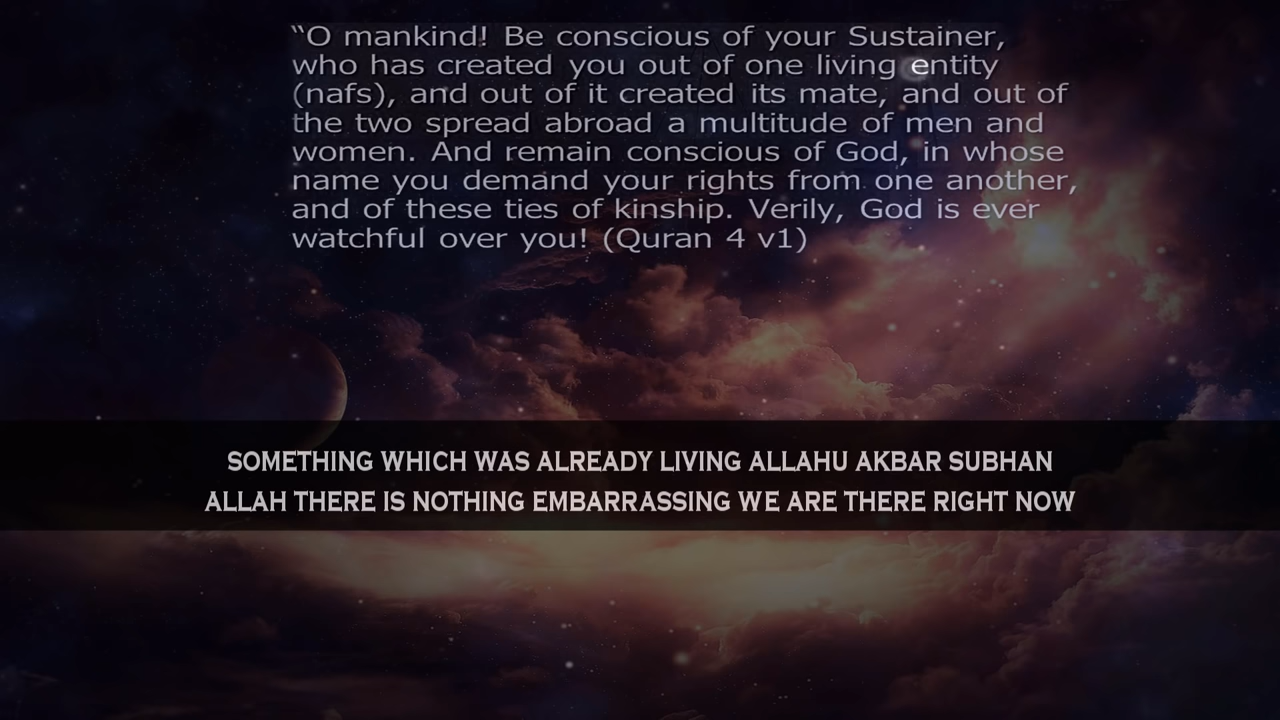 “O mankind! Be conscious of your Sustainer,
who has created you out of one living entity
(nafs), and out of it created its mate, and out of
the two spread abroad a multitude of men and
women. And remain conscious of God, in whose
name you demand your rights from one another,
and of these ties of kinship. Verily, God is ever
watchful over you! (Quran 4 v1)
SOMETHING WHICH WAS ALREADY LIVING ALLAHU AKBAR SUBHAN
ALLAH THERE IS NOTHING EMBARRASSING WE ARE THERE RIGHT NOW